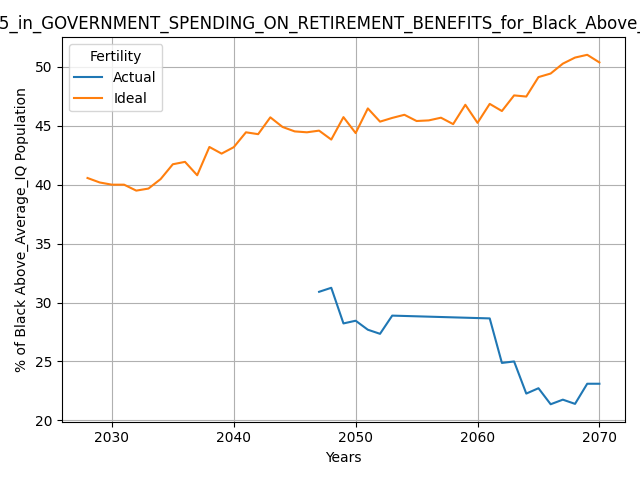 5_in_GOVERNMENT_SPENDING_ON_RETIREMENT_BENEFITS_for_Black_Above_
Fertility
Actual
Ideal
% of Black Above_Average_IQ Population
50
45
40
35
30
25
20
2030 2040 2050 2060 2070
Years